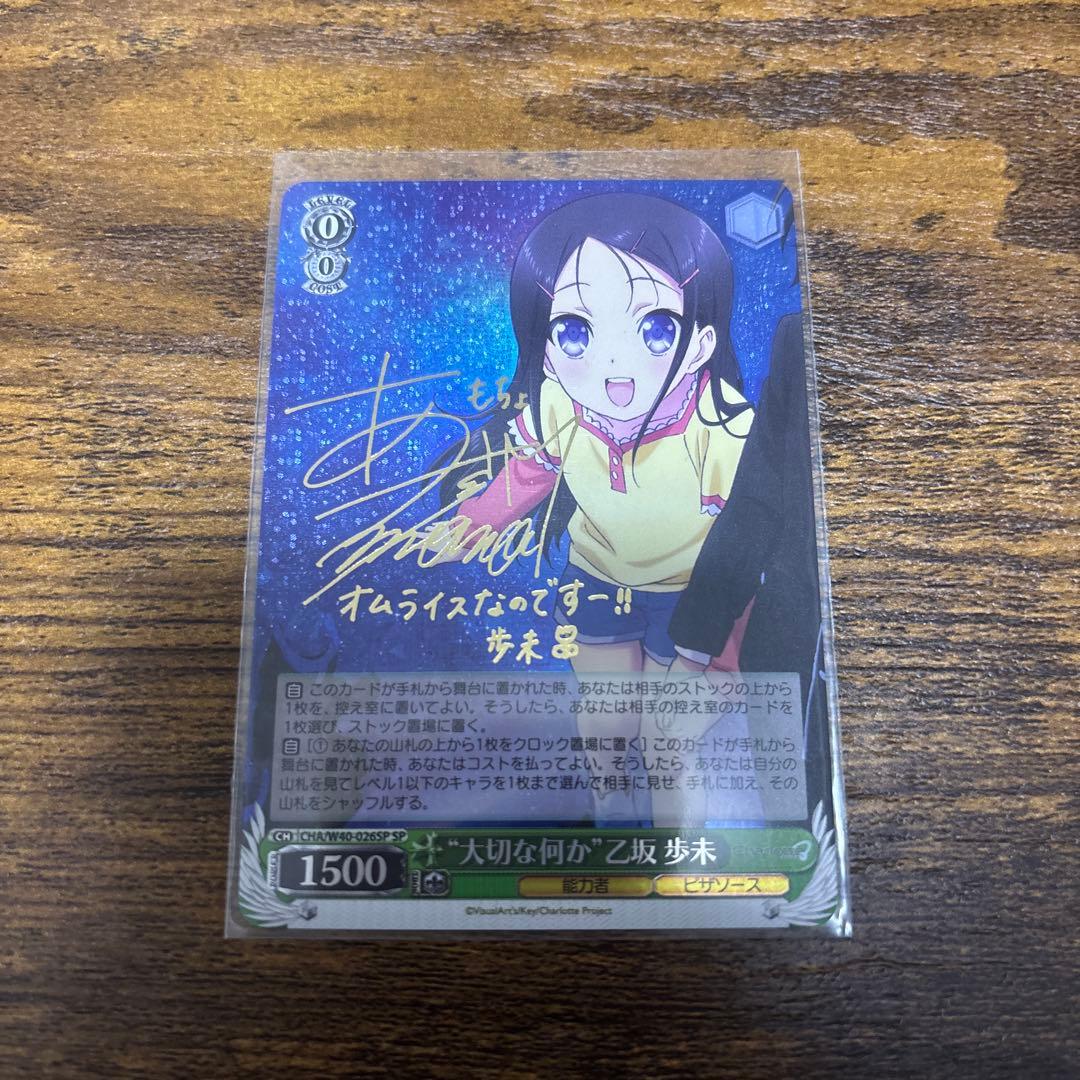 LEVEL
0
0
COST
もちょ
オムライスなのですー!!
歩未
自 このカードが手札から舞台に置かれた時、あなたは相手のストックの上から
1枚を、控え室に置いてよい。そうしたら、あなたは相手の控え室のカードを
1枚選び、ストック置場に置く。
自 [① あなたの山札の上から1枚をクロック置場に置く] このカードが手札から
舞台に置かれた時、あなたはコストを払ってよい。そうしたら、あなたは自分の
山札を見てレベル1以下のキャラを1枚まで選んで相手に見せ、手札に加え、その
山札をシャッフルする。
CH CHA/W40-026SP SP
"大切な何か"乙坂 歩未
POWER 1500 SOUL
能力者 ピザソース
©VisualArt's/Key/Charlotte Project